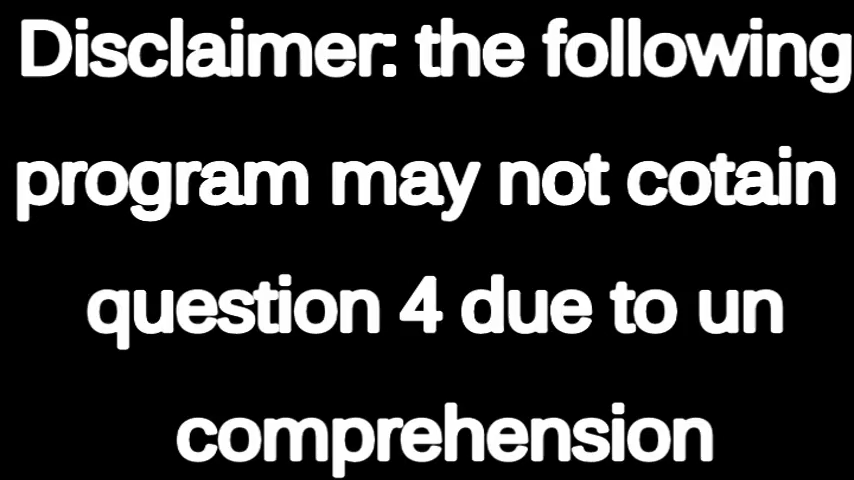 Disclaimer: the following
program may not cotain
question 4 due to un
comprehension